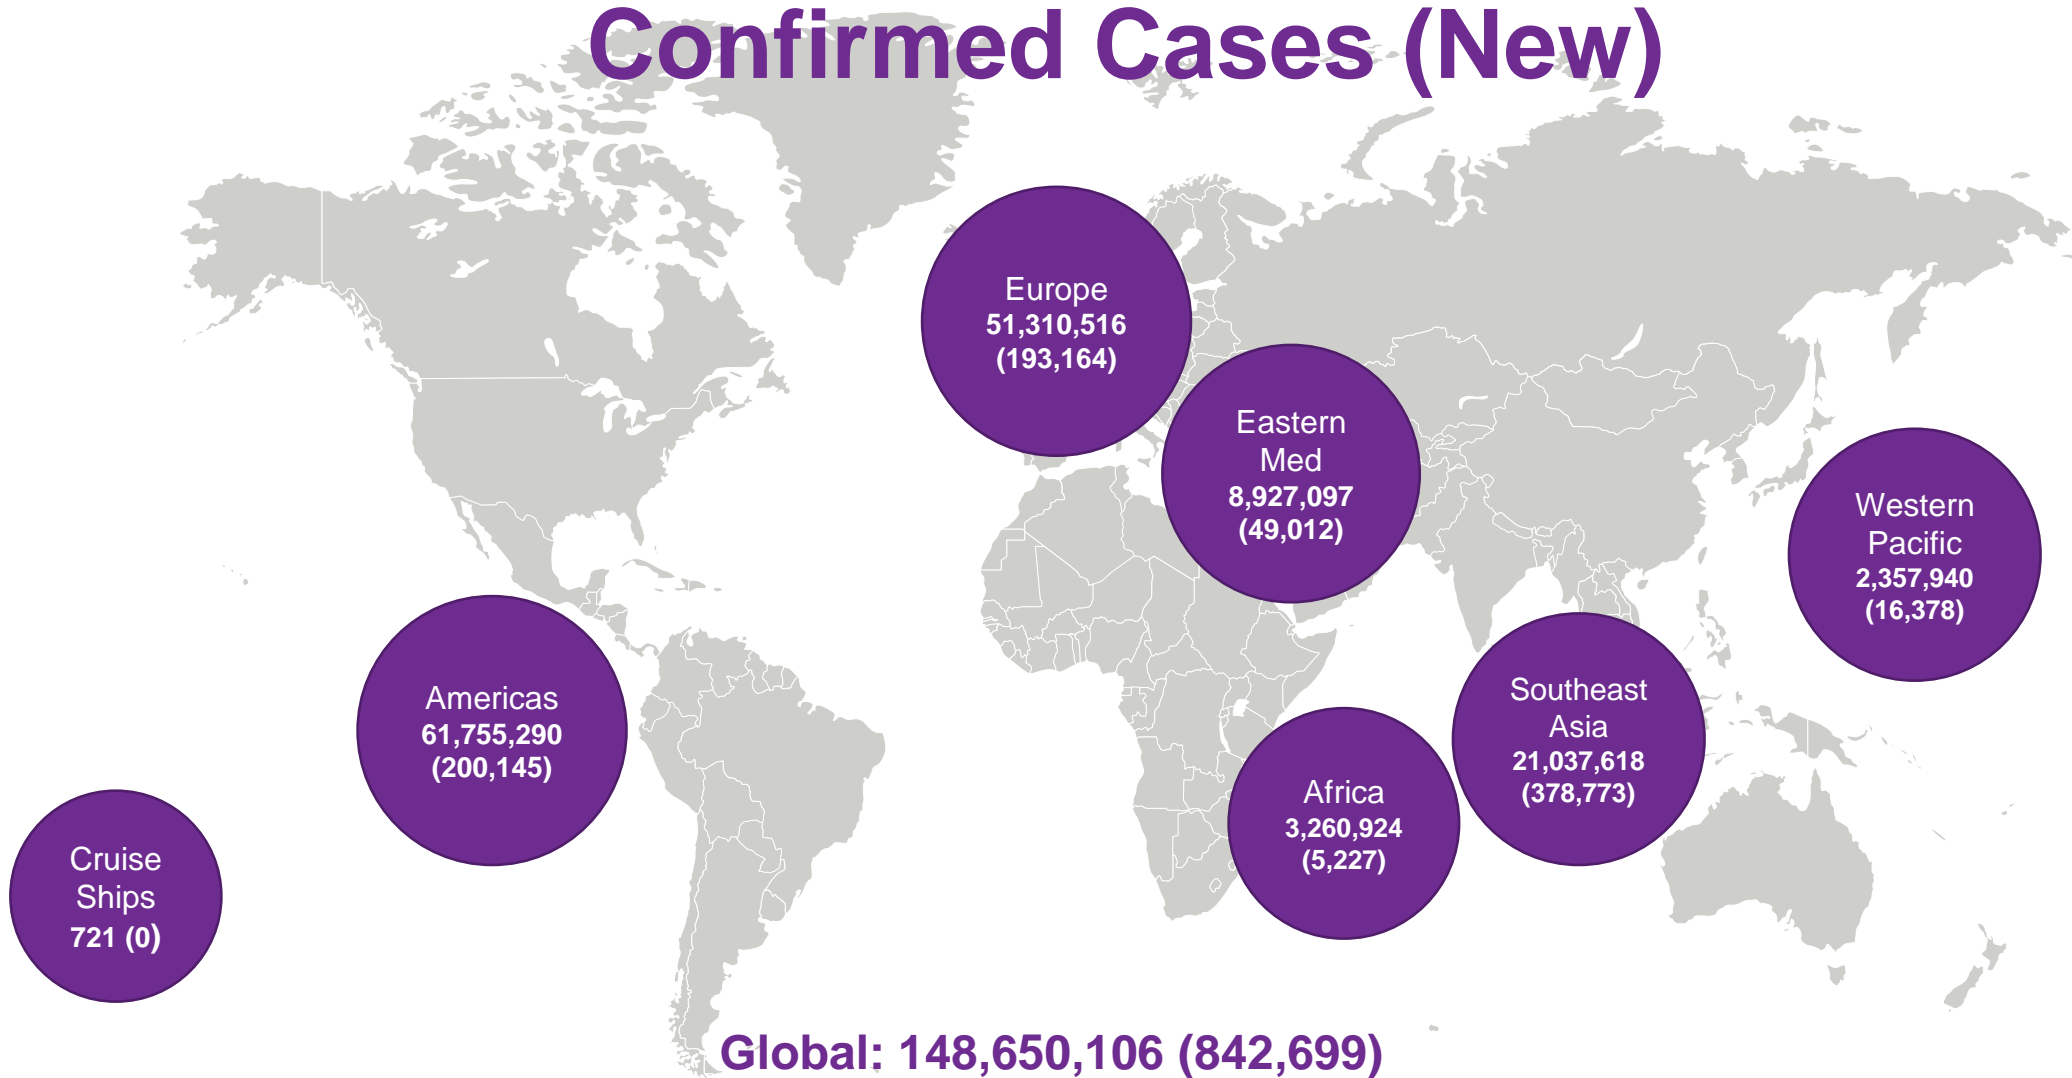 Confirmed Cases (New)
Europe
51,310,516
(193,164)
Eastern
Med
8,927,097
(49,012)
Western
Pacific
2,357,940
(16,378)
Americas
61,755,290
(200,145)
Southeast
Asia
21,037,618
(378,773)
Africa
3,260,924
(5,227)
Cruise
Ships
721 (0)
Global: 148,650,106 (842,699)